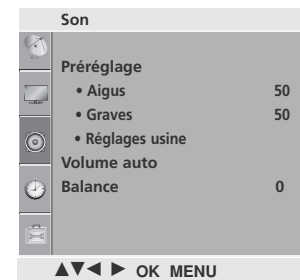 Son
Préréglage
• Aigus 50
• Graves 50
• Réglages usine
Volume auto
Balance 0
▲▼◄ ► OK MENU